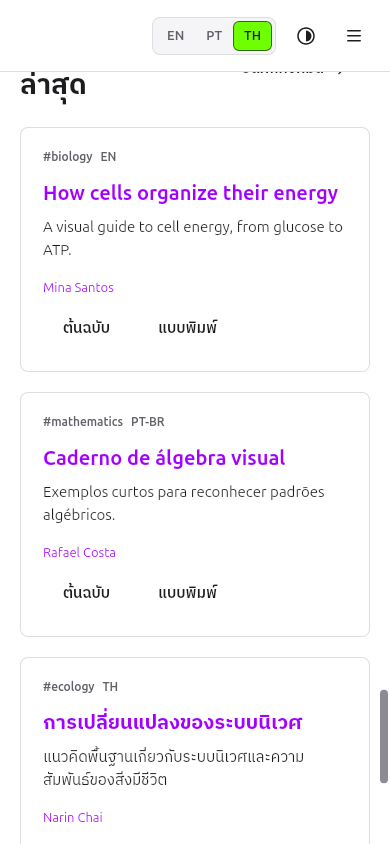 EN PT TH
ล่าสุด
#biology EN
How cells organize their energy
A visual guide to cell energy, from glucose to
ATP.
Mina Santos
ต้นฉบับ แบบพิมพ์
#mathematics PT-BR
Caderno de álgebra visual
Exemplos curtos para reconhecer padrões
algébricos.
Rafael Costa
ต้นฉบับ แบบพิมพ์
#ecology TH
การเปลี่ยนแปลงของระบบนิเวศ
แนวคิดพื้นฐานเกี่ยวกับระบบนิเวศและความ
สัมพันธ์ของสิ่งมีชีวิต
Narin Chai